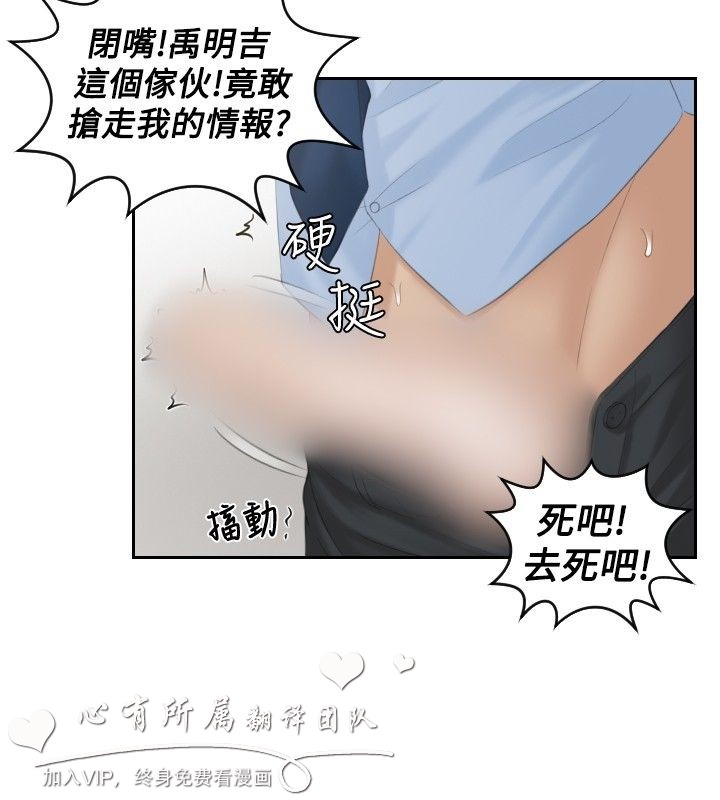 閉嘴!禹明吉
這個傢伙!竟敢
搶走我的情報?
硬
挺
搐動~
死吧!
去死吧!
心有所属翻译团队
加入VIP，终身免费看漫画